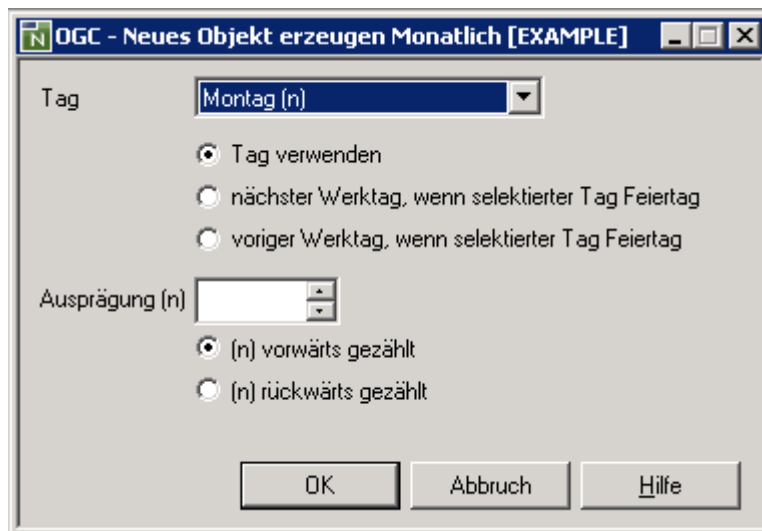 N OGC - Neues Objekt erzeugen Monatlich [EXAMPLE]
Tag Montag (n)
Tag verwenden
nächster Werktag, wenn selektierter Tag Feiertag
voriger Werktag, wenn selektierter Tag Feiertag
Ausprägung (n)
(n) vorwärts gezählt
(n) rückwärts gezählt
OK Abbruch Hilfe